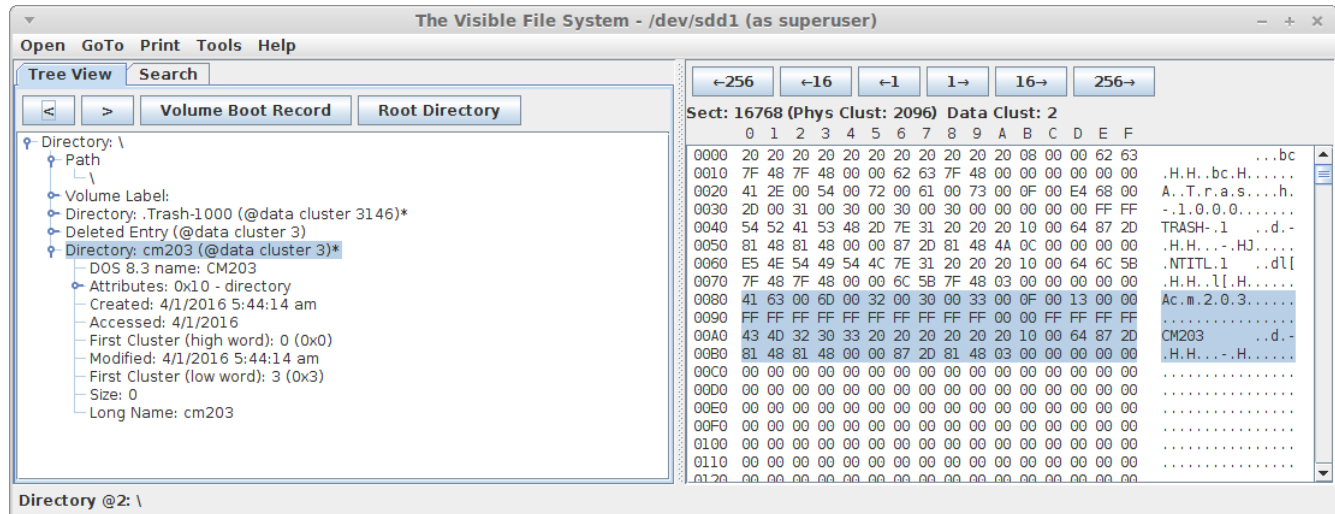 The Visible File System - /dev/sdd1 (as superuser)
Open GoTo Print Tools Help
Tree View Search
< > Volume Boot Record Root Directory
Directory: \
Path
\
Volume Label:
Directory: .Trash-1000 (@data cluster 3146)*
Deleted Entry (@data cluster 3)
Directory: cm203 (@data cluster 3)*
DOS 8.3 name: CM203
Attributes: 0x10 - directory
Created: 4/1/2016 5:44:14 am
Accessed: 4/1/2016
First Cluster (high word): 0 (0x0)
Modified: 4/1/2016 5:44:14 am
First Cluster (low word): 3 (0x3)
Size: 0
Long Name: cm203
←256 ←16 ←1 1→ 16→ 256→
Sect: 16768 (Phys Clust: 2096) Data Clust: 2
0 1 2 3 4 5 6 7 8 9 A B C D E F
0000 20 20 20 20 20 20 20 20 20 20 20 08 00 00 62 63 ...bc
0010 7F 48 7F 48 00 00 62 63 7F 48 00 00 00 00 00 00 .H.H..bc.H......
0020 41 2E 00 54 00 72 00 61 00 73 00 0F 00 E4 68 00 A..T.r.a.s....h.
0030 2D 00 31 00 30 00 30 00 30 00 00 00 00 00 FF FF -.1.0.0.0.......
0040 54 52 41 53 48 2D 7E 31 20 20 20 10 00 64 87 2D TRASH-.1 ..d.-
0050 81 48 81 48 00 00 87 2D 81 48 4A 0C 00 00 00 00 .H.H...-.HJ.....
0060 E5 4E 54 49 54 4C 7E 31 20 20 20 10 00 64 6C 5B .NTITL.1 ..dl[
0070 7F 48 7F 48 00 00 6C 5B 7F 48 03 00 00 00 00 00 .H.H..l[.H......
0080 41 63 00 6D 00 32 00 30 00 33 00 0F 00 13 00 00 Ac.m.2.0.3......
0090 FF FF FF FF FF FF FF FF FF FF 00 00 FF FF FF FF ................
00A0 43 4D 32 30 33 20 20 20 20 20 20 10 00 64 87 2D CM203 ..d.-
00B0 81 48 81 48 00 00 87 2D 81 48 03 00 00 00 00 00 .H.H...-.H......
00C0 00 00 00 00 00 00 00 00 00 00 00 00 00 00 00 00 ................
00D0 00 00 00 00 00 00 00 00 00 00 00 00 00 00 00 00 ................
00E0 00 00 00 00 00 00 00 00 00 00 00 00 00 00 00 00 ................
00F0 00 00 00 00 00 00 00 00 00 00 00 00 00 00 00 00 ................
0100 00 00 00 00 00 00 00 00 00 00 00 00 00 00 00 00 ................
0110 00 00 00 00 00 00 00 00 00 00 00 00 00 00 00 00 ................
0120 00 00 00 00 00 00 00 00 00 00 00 00 00 00 00 00
Directory @2: \